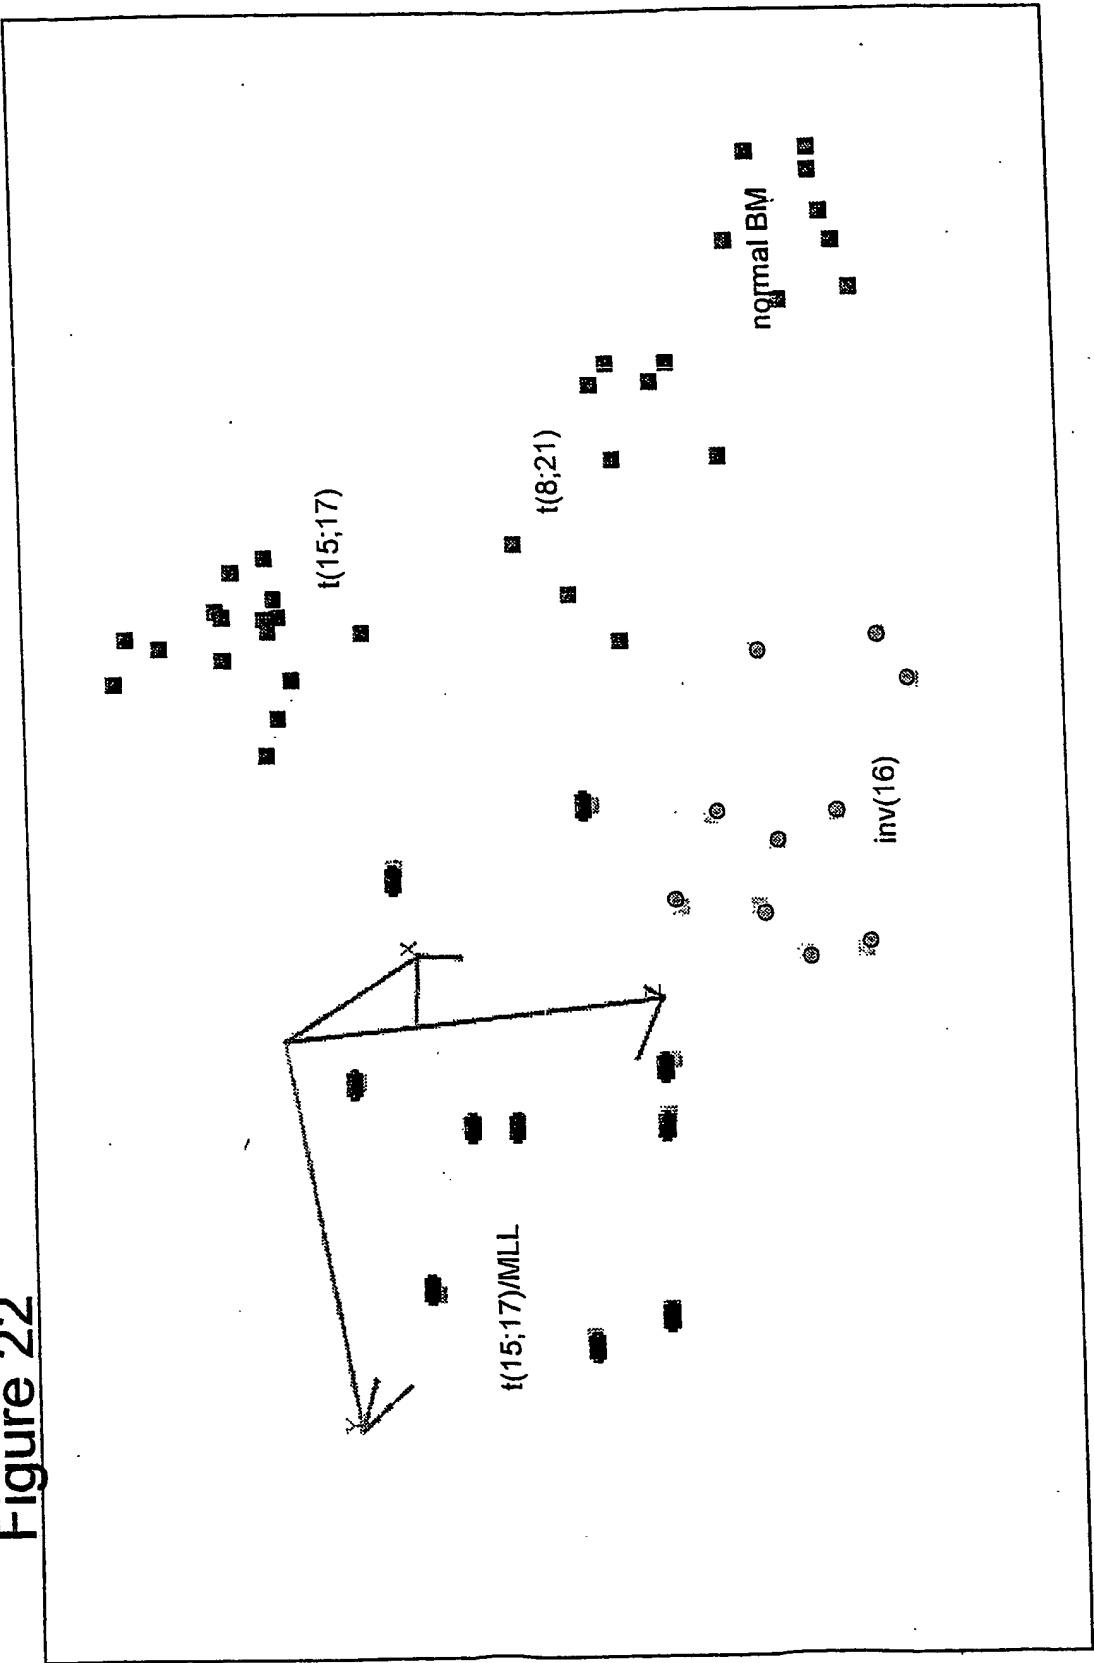 Figure 22
t(15;17)/MLL
t(15;17)
t(8;21)
normal BM
inv(16)
X
Y
Z